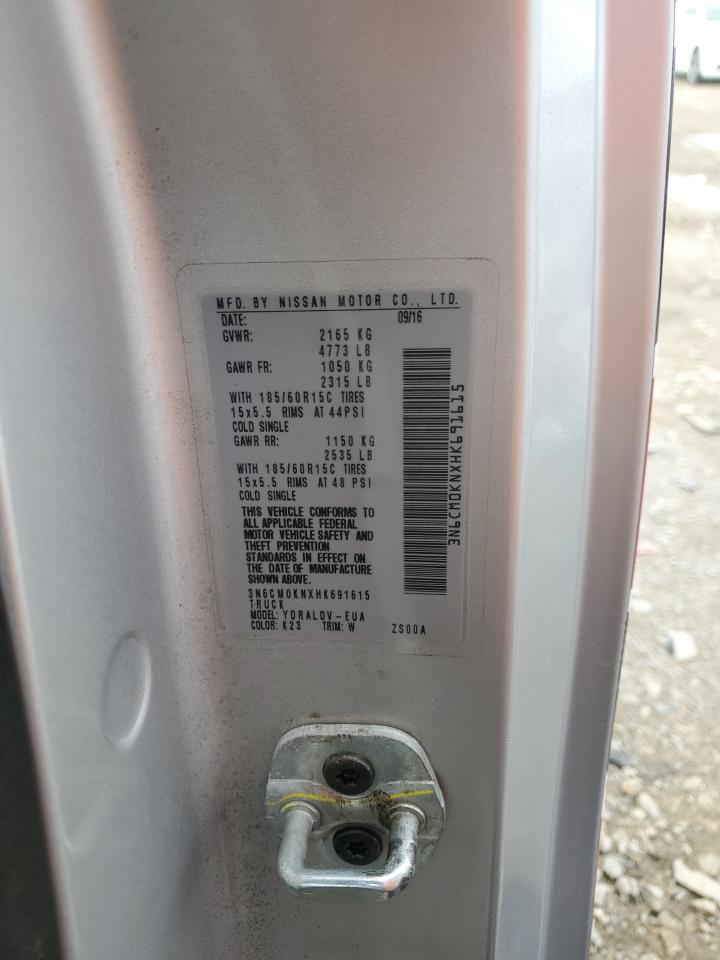 MFD. BY NISSAN MOTOR CO., LTD.
DATE: 09/16
GVWR: 2165 KG
4773 LB
GAWR FR: 1050 KG
2315 LB
WITH 185/60R15C TIRES
15x5.5 RIMS AT 44PSI
COLD SINGLE
GAWR RR: 1150 KG
2535 LB
WITH 185/60R15C TIRES
15x5.5 RIMS AT 48 PSI
COLD SINGLE
THIS VEHICLE CONFORMS TO
ALL APPLICABLE FEDERAL
MOTOR VEHICLE SAFETY AND
THEFT PREVENTION
STANDARDS IN EFFECT ON
THE DATE OF MANUFACTURE
SHOWN ABOVE.
3N6CM0KNXHK691615
TRUCK
MODEL: YDRALDV-EUA
COLOR: K23 TRIM: W ZS00A
3N6CM0KNXHK691615